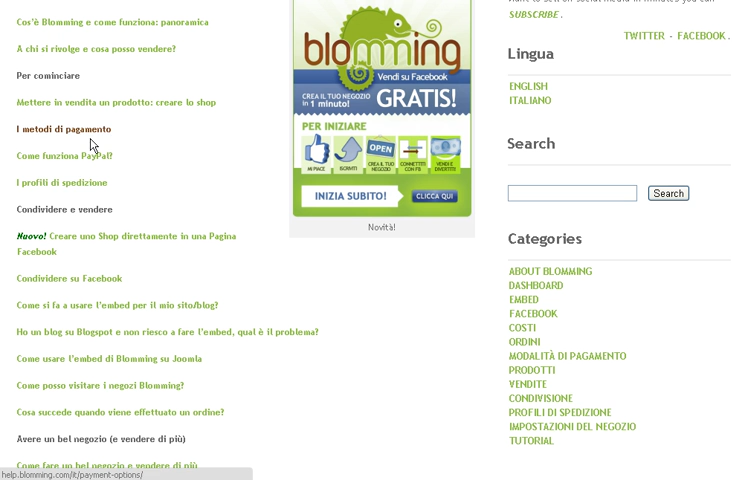 Cos'è Blomming e come funziona: panoramica
A chi si rivolge e cosa posso vendere?
Per cominciare
Mettere in vendita un prodotto: creare lo shop
I metodi di pagamento
Come funziona PayPal?
I profili di spedizione
Condividere e vendere
Nuovo! Creare uno Shop direttamente in una Pagina
Facebook
Condividere su Facebook
Come si fa a usare l'embed per il mio sito/blog?
Ho un blog su Blogspot e non riesco a fare l'embed, qual è il problema?
Come usare l'embed di Blomming su Joomla
Come posso visitare i negozi Blomming?
Cosa succede quando viene effettuato un ordine?
Avere un bel negozio (e vendere di più)
Come fare un bel negozio e vendere di più
help.blomming.com/it/payment-options/
blomming
Vendi su Facebook
CREA IL TUO NEGOZIO
in 1 minuto!
GRATIS!
PER INIZIARE
MI PIACE
ISCRIVITI
OPEN
CREA IL TUO
NEGOZIO
CONNETTITI
CON FB
VENDI E
DIVERTITI
INIZIA SUBITO!
CLICCA QUI
Novità!
want to sell on social media in minutes you can
SUBSCRIBE .
TWITTER - FACEBOOK .
Lingua
ENGLISH
ITALIANO
Search
Search
Categories
ABOUT BLOMMING
DASHBOARD
EMBED
FACEBOOK
COSTI
ORDINI
MODALITÀ DI PAGAMENTO
PRODOTTI
VENDITE
CONDIVISIONE
PROFILI DI SPEDIZIONE
IMPOSTAZIONI DEL NEGOZIO
TUTORIAL